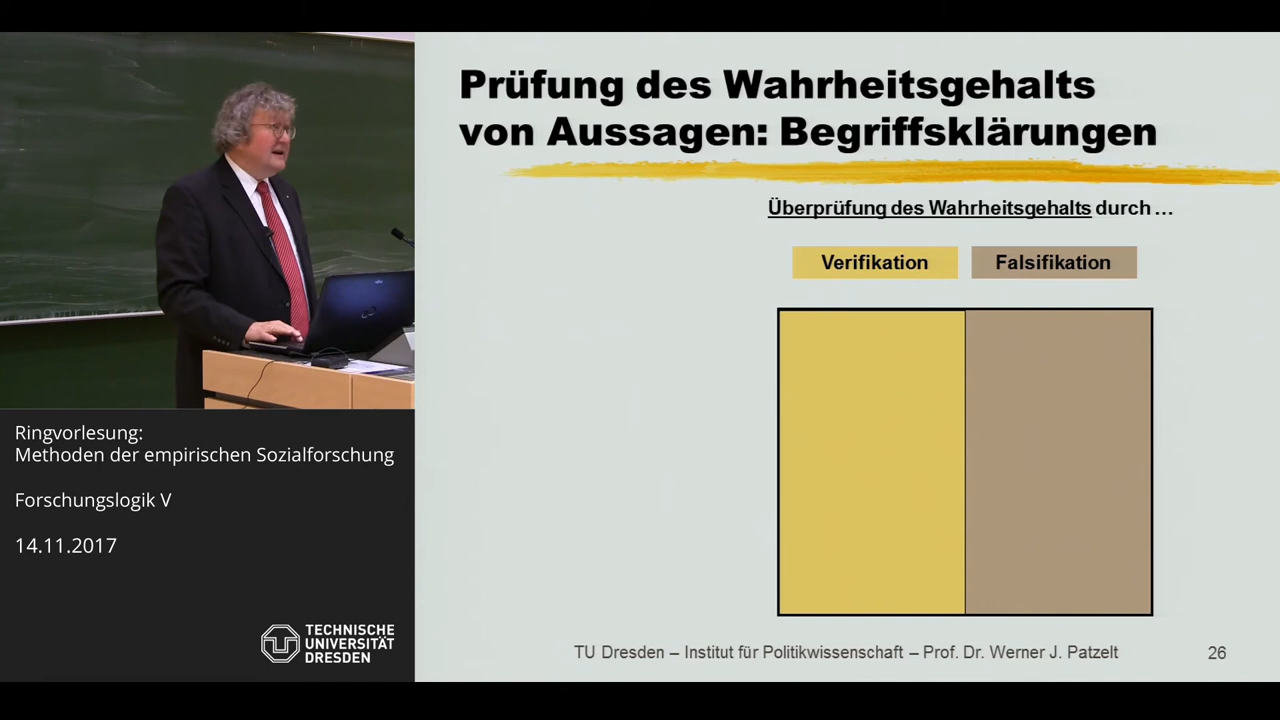 Prüfung des Wahrheitsgehalts
von Aussagen: Begriffsklärungen
Überprüfung des Wahrheitsgehalts durch ...
Verifikation
Falsifikation
Ringvorlesung:
Methoden der empirischen Sozialforschung
Forschungslogik V
14.11.2017
TECHNISCHE
UNIVERSITÄT
DRESDEN
TU Dresden – Institut für Politikwissenschaft – Prof. Dr. Werner J. Patzelt
26